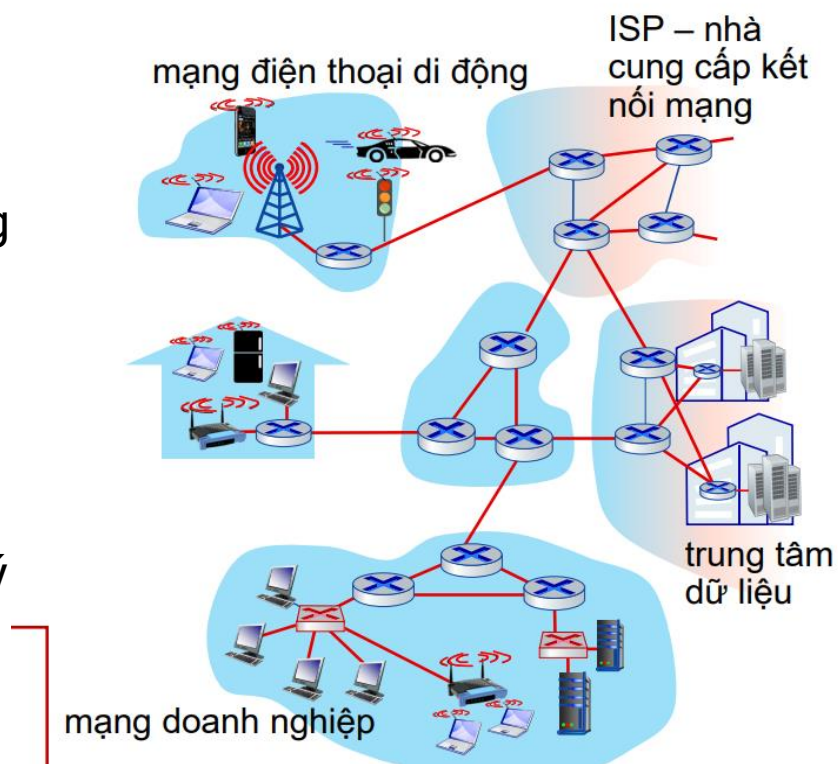 ISP – nhà
cung cấp kết
nối mạng
mạng điện thoại di động
g
ý
trung tâm
dữ liệu
mạng doanh nghiệp